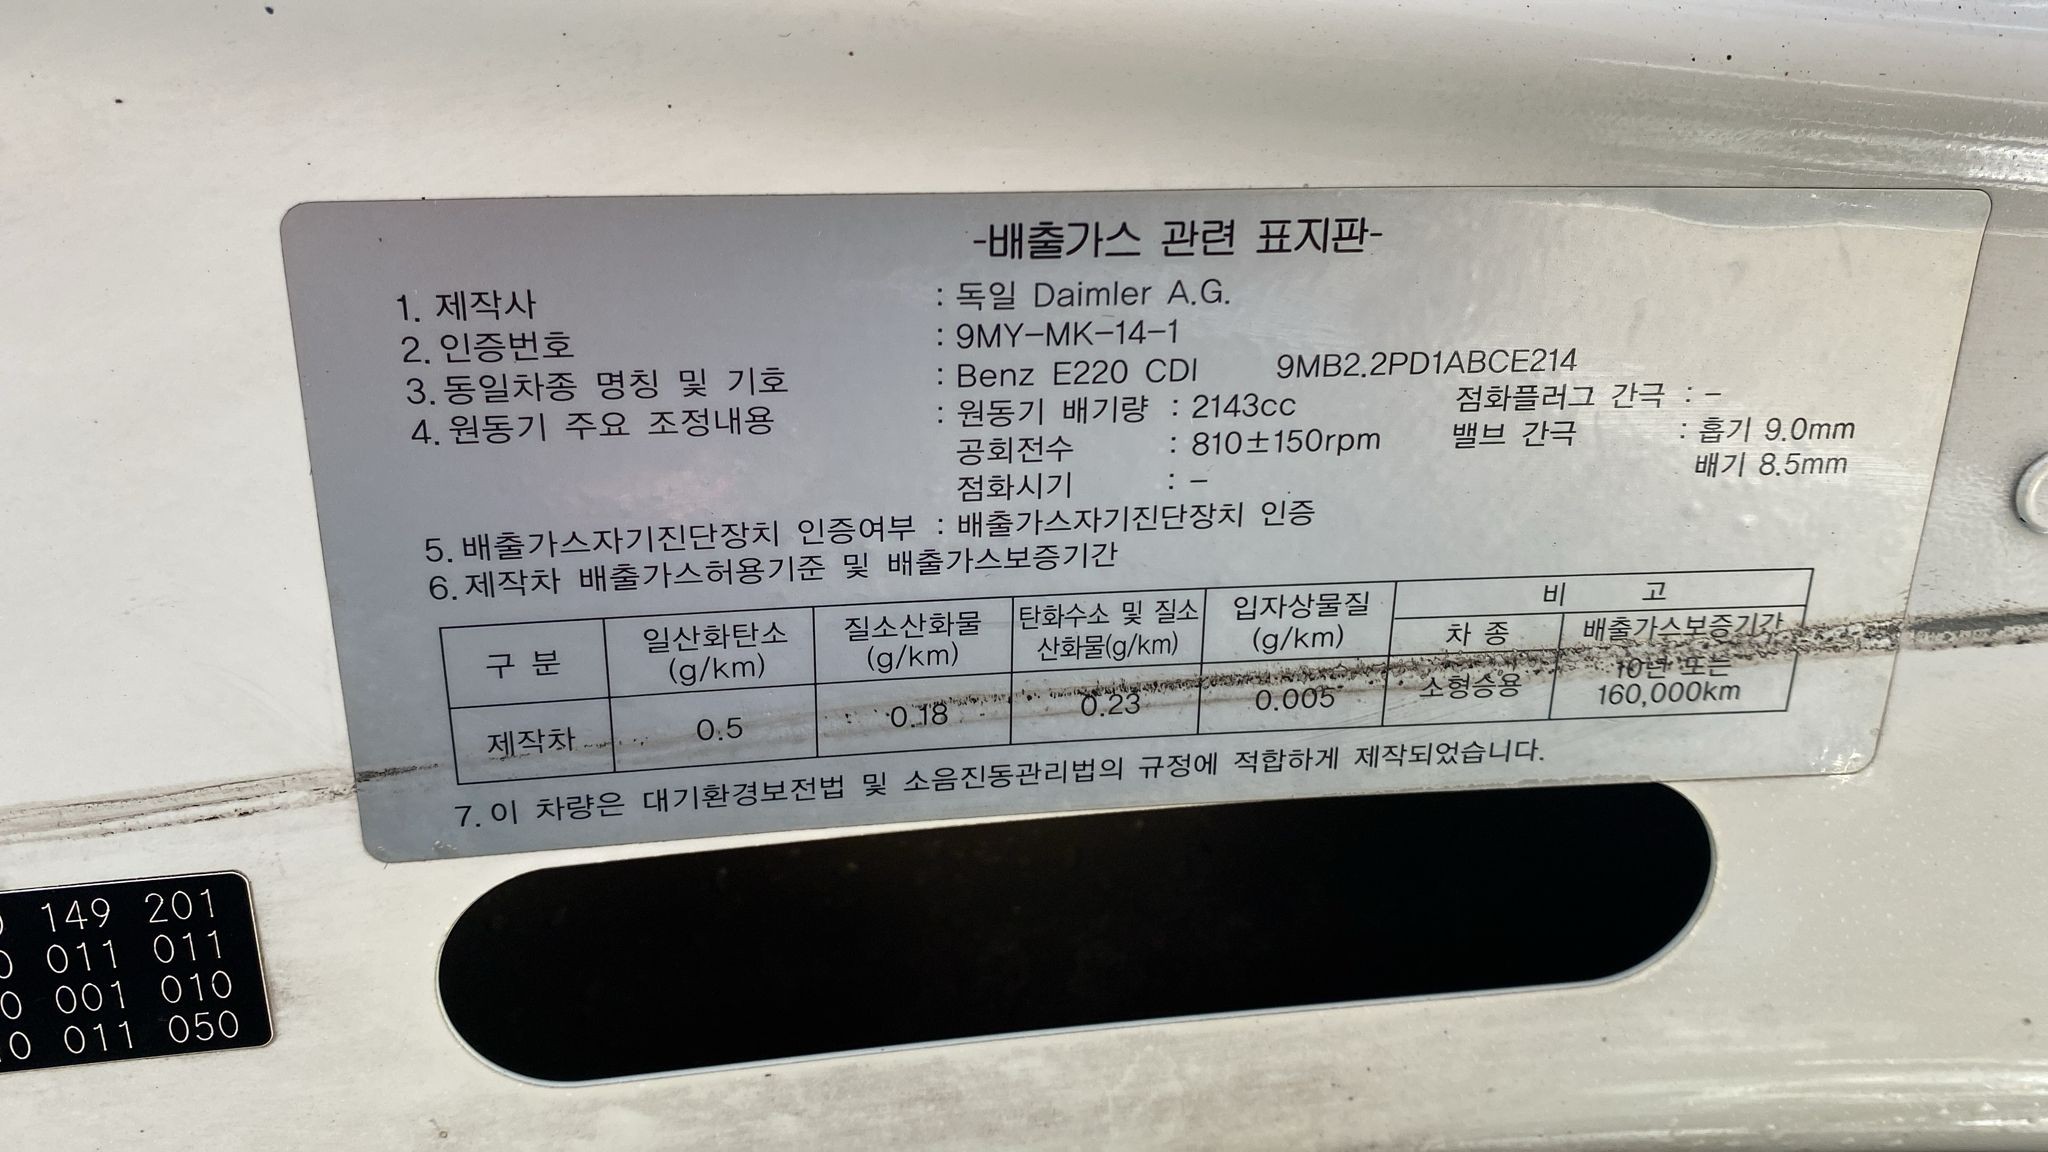 -배출가스 관련 표지판-
1. 제작사 : 독일 Daimler A.G.
2. 인증번호 : 9MY-MK-14-1
3. 동일차종 명칭 및 기호 : Benz E220 CDI 9MB2.2PD1ABCE214
4. 원동기 주요 조정내용 : 원동기 배기량 : 2143cc 점화플러그 간극 : -
공회전수 : 810±150rpm 밸브 간극 : 흡기 9.0mm
점화시기 : - 배기 8.5mm
5. 배출가스자기진단장치 인증여부 : 배출가스자기진단장치 인증
6. 제작차 배출가스허용기준 및 배출가스보증기간
구 분 일산화탄소 (g/km) 질소산화물 (g/km) 탄화수소 및 질소산화물(g/km) 입자상물질 (g/km) 비 고
차 종 배출가스보증기간
제작차 0.5 0.18 0.23 0.005 소형승용 10년 또는 160,000km
7. 이 차량은 대기환경보전법 및 소음진동관리법의 규정에 적합하게 제작되었습니다.
149 201
0 011 011
0 001 010
0 011 050